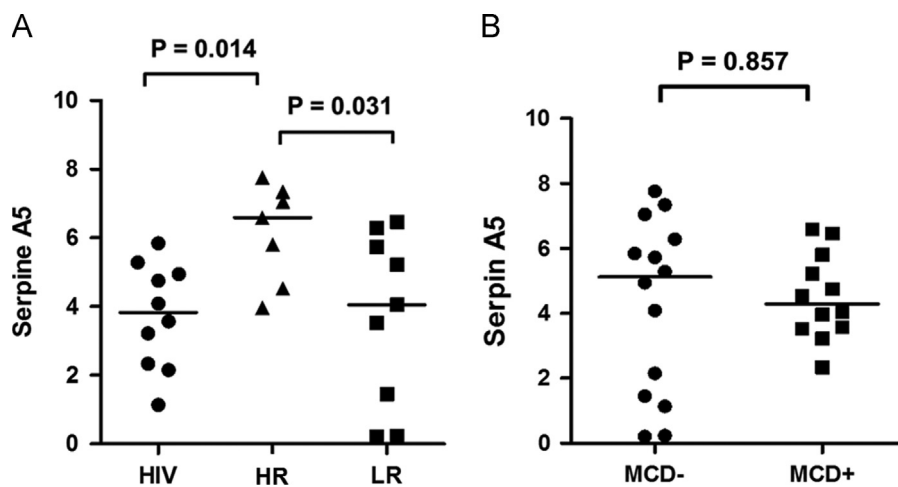 A
P = 0.014
P = 0.031
Serpine A5
10
8
6
4
2
0
HIV
HR
LR
B
P = 0.857
Serpin A5
10
8
6
4
2
0
MCD-
MCD+